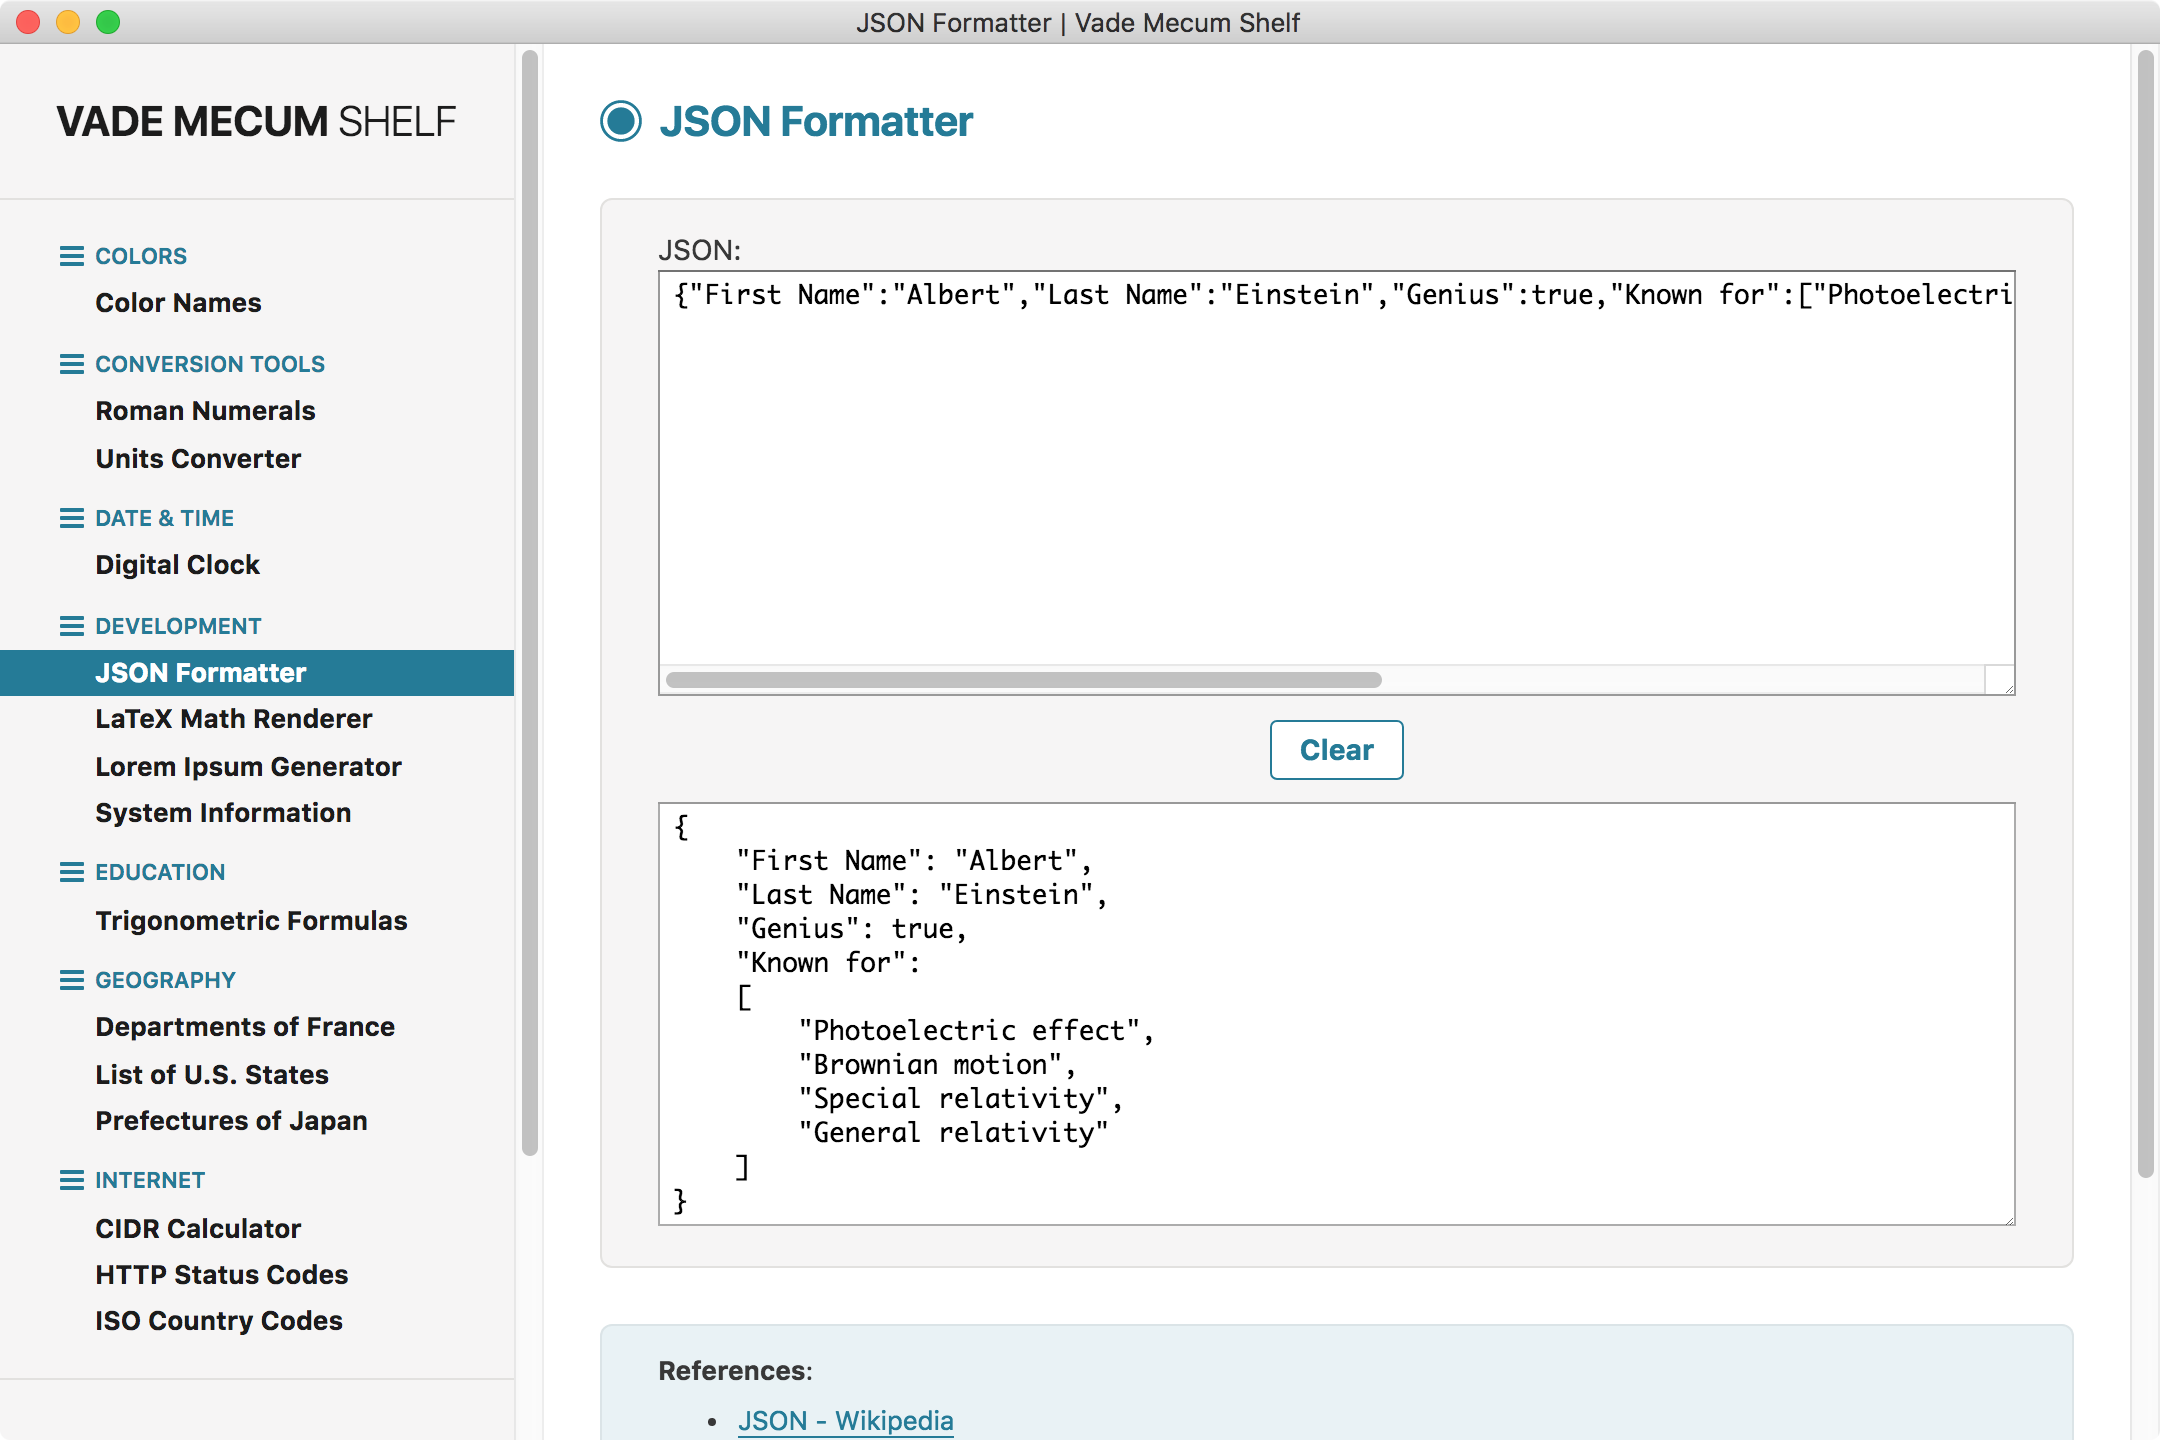 JSON Formatter | Vade Mecum Shelf
VADE MECUM SHELF
COLORS
Color Names
CONVERSION TOOLS
Roman Numerals
Units Converter
DATE & TIME
Digital Clock
DEVELOPMENT
JSON Formatter
LaTeX Math Renderer
Lorem Ipsum Generator
System Information
EDUCATION
Trigonometric Formulas
GEOGRAPHY
Departments of France
List of U.S. States
Prefectures of Japan
INTERNET
CIDR Calculator
HTTP Status Codes
ISO Country Codes
JSON Formatter
JSON:
{"First Name":"Albert","Last Name":"Einstein","Genius":true,"Known for":["Photoelectri
Clear
{
    "First Name": "Albert",
    "Last Name": "Einstein",
    "Genius": true,
    "Known for":
    [
        "Photoelectric effect",
        "Brownian motion",
        "Special relativity",
        "General relativity"
    ]
}
References:
• JSON - Wikipedia